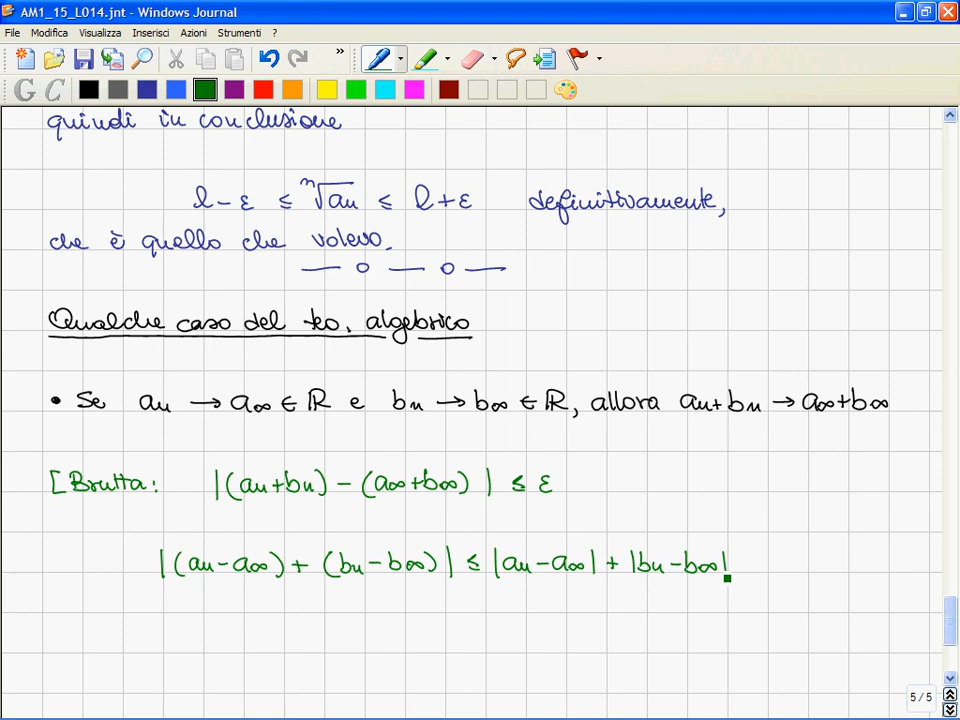 AM1_15_L014.jnt - Windows Journal
File Modifica Visualizza Inserisci Azioni Strumenti ?
quindi in conclusione
l - ε ≤ ⁿ√an ≤ l + ε definitivamente,
che è quello che volevo.
— o — o —
Qualche caso del teo. algebrico
• Se an → a∞ ∈ ℝ e bn → b∞ ∈ ℝ, allora an+bn → a∞+b∞
[Brutta: |(an+bn) - (a∞+b∞)| ≤ ε
|(an-a∞) + (bn-b∞)| ≤ |an-a∞| + |bn-b∞|
5 / 5